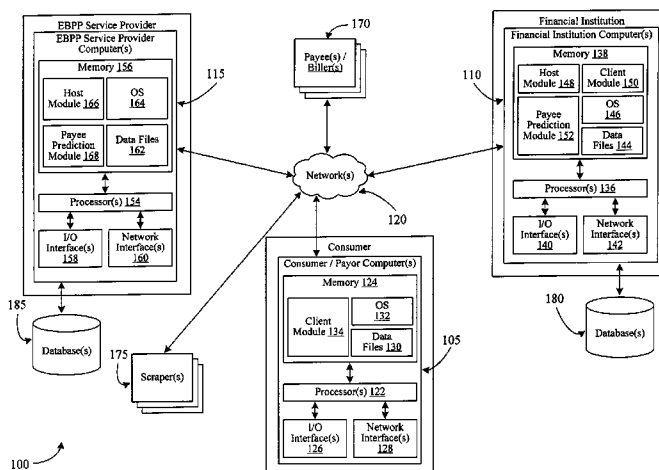 EBPP Service Provider
EBPP Service Provider
Computer(s)
Memory 156
Host
Module 166
OS
164
Payee
Prediction
Module 168
Data Files
162
Processor(s) 154
I/O
Interface(s)
158
Network
Interface(s)
160
115
185
Database(s)
170
Payee(s) /
Biller(s)
Network(s)
120
175
Scraper(s)
Consumer
Consumer / Payor Computer(s)
Memory 124
Client
Module
134
OS
132
Data
Files 130
Processor(s) 122
I/O
Interface(s)
126
Network
Interface(s)
128
105
Financial Institution
Financial Institution Computer(s)
Memory 138
Host
Module 148
Client
Module 150
Payee
Prediction
Module 152
OS
146
Data
Files 144
Processor(s) 136
I/O
Interface(s)
140
Network
Interface(s)
142
110
180
Database(s)
100